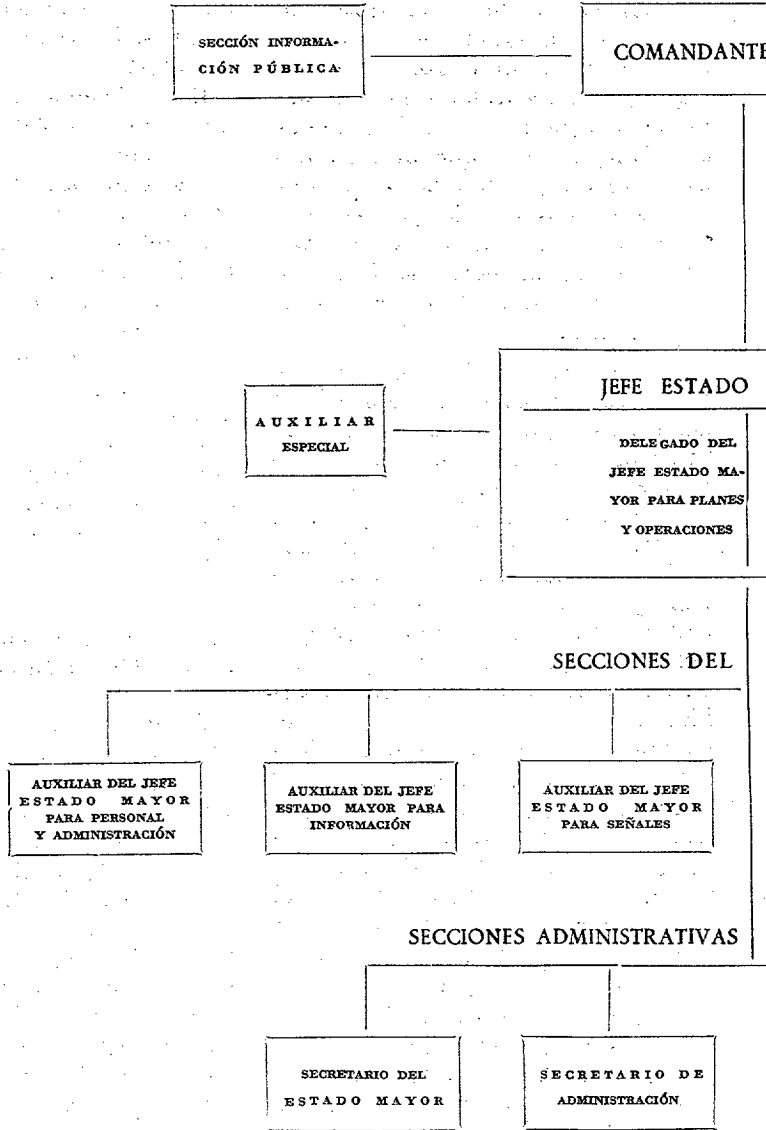 SECCIÓN INFORMA-
CIÓN PÚBLICA
COMANDANTE
JEFE ESTADO
AUXILIAR
ESPECIAL
DELEGADO DEL
JEFE ESTADO MA-
YOR PARA PLANES
Y OPERACIONES
SECCIONES DEL
AUXILIAR DEL JEFE
ESTADO MAYOR
PARA PERSONAL
Y ADMINISTRACIÓN
AUXILIAR DEL JEFE
ESTADO MAYOR PARA
INFORMACIÓN
AUXILIAR DEL JEFE
ESTADO MAYOR
PARA SEÑALES
SECCIONES ADMINISTRATIVAS
SECRETARIO DEL
ESTADO MAYOR
SECRETARIO DE
ADMINISTRACIÓN